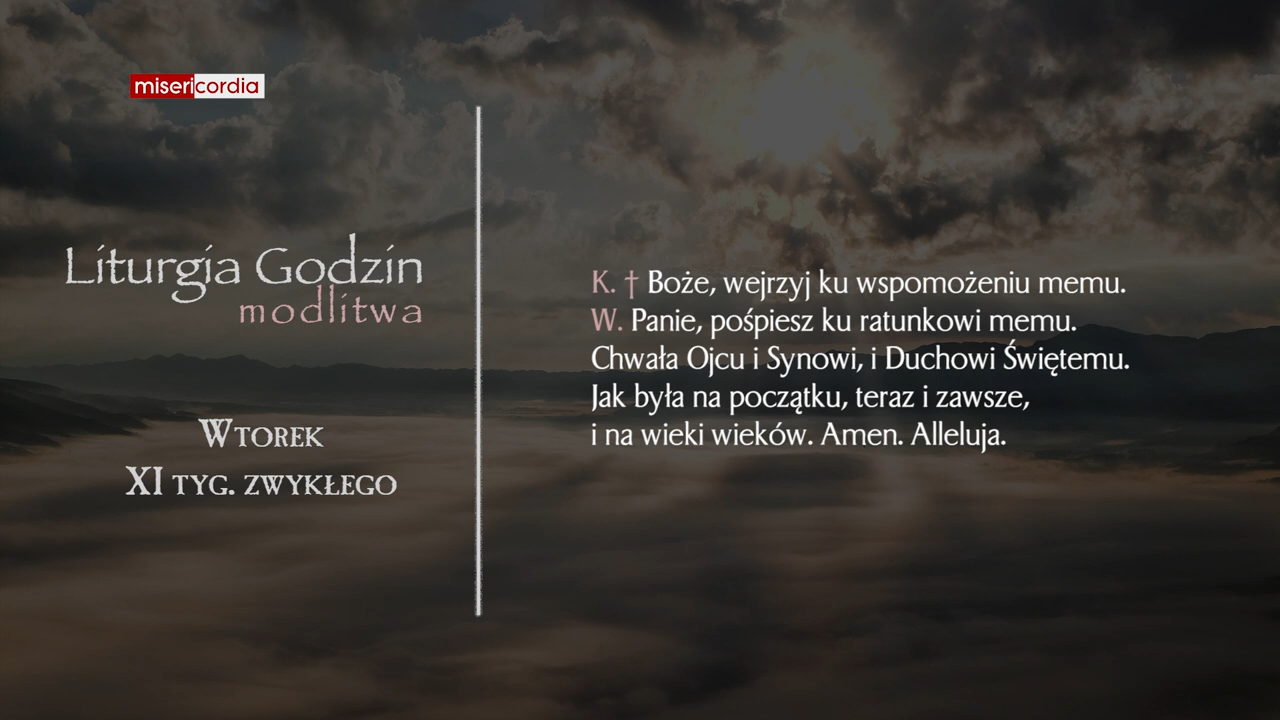 misericordia
Liturgia Godzin
modlitwa
WTOREK
XI TYG. ZWYKŁEGO
K. † Boże, wejrzyj ku wspomożeniu memu.
W. Panie, pośpiesz ku ratunkowi memu.
Chwała Ojcu i Synowi, i Duchowi Świętemu.
Jak była na początku, teraz i zawsze,
i na wieki wieków. Amen. Alleluja.